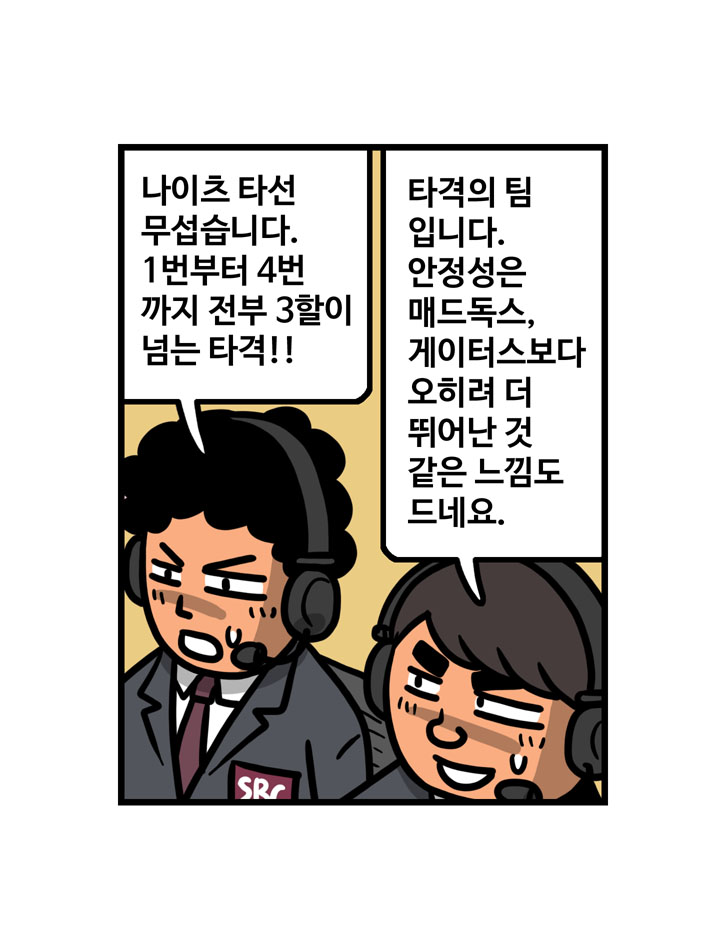 나이츠 타선
무섭습니다.
1번부터 4번
까지 전부 3할이
넘는 타격!!
타격의 팀
입니다.
안정성은
매드독스,
게이터스보다
오히려 더
뛰어난 것
같은 느낌도
드네요.
SBC